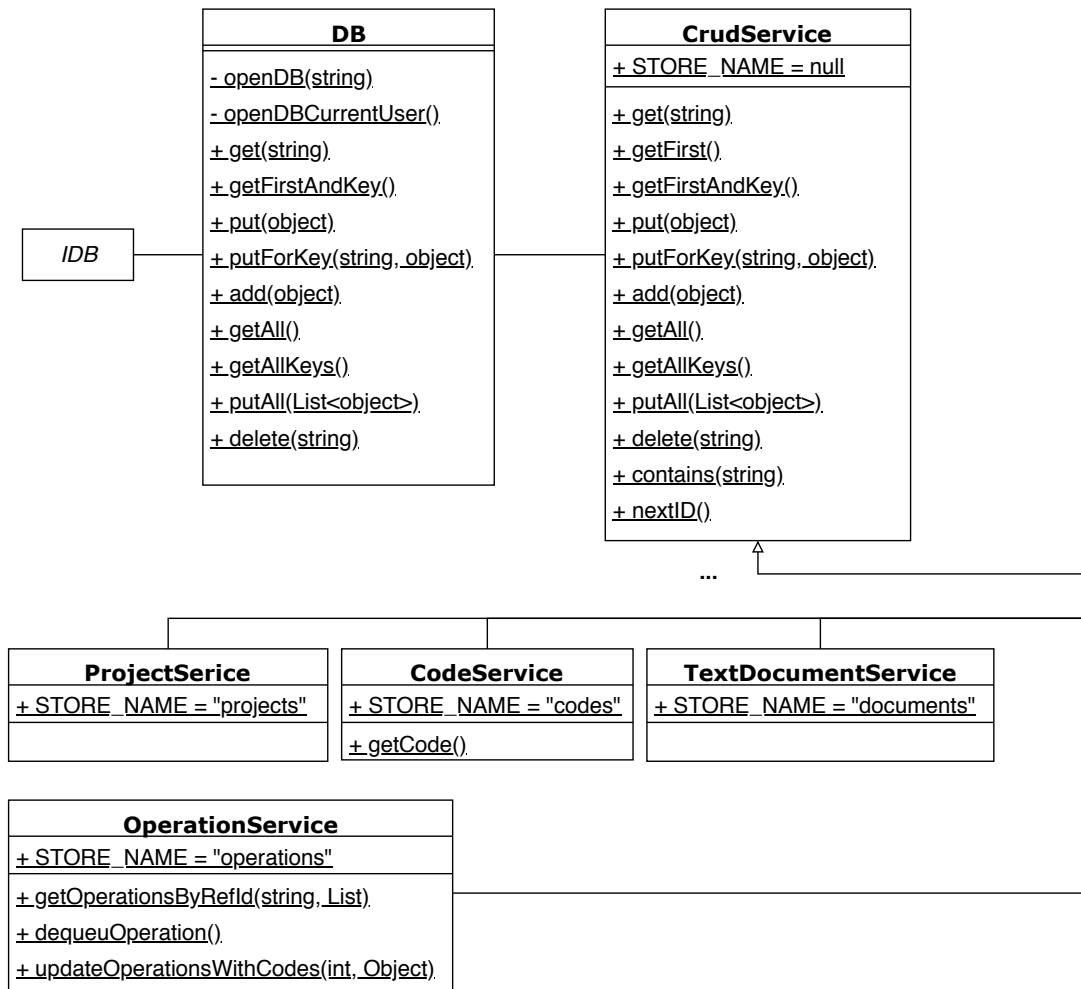 DB
- openDB(string)
- openDBCurrentUser()
+ get(string)
+ getFirstAndKey()
+ put(object)
+ putForKey(string, object)
+ add(object)
+ getAll()
+ getAllKeys()
+ putAll(List<object>)
+ delete(string)
CrudService
+ STORE_NAME = null
+ get(string)
+ getFirst()
+ getFirstAndKey()
+ put(object)
+ putForKey(string, object)
+ add(object)
+ getAll()
+ getAllKeys()
+ putAll(List<object>)
+ delete(string)
+ contains(string)
+ nextID()
IDB
...
ProjectSerice
+ STORE_NAME = "projects"
CodeService
+ STORE_NAME = "codes"
+ getCode()
TextDocumentService
+ STORE_NAME = "documents"
OperationService
+ STORE_NAME = "operations"
+ getOperationsByRefId(string, List)
+ dequeuOperation()
+ updateOperationsWithCodes(int, Object)